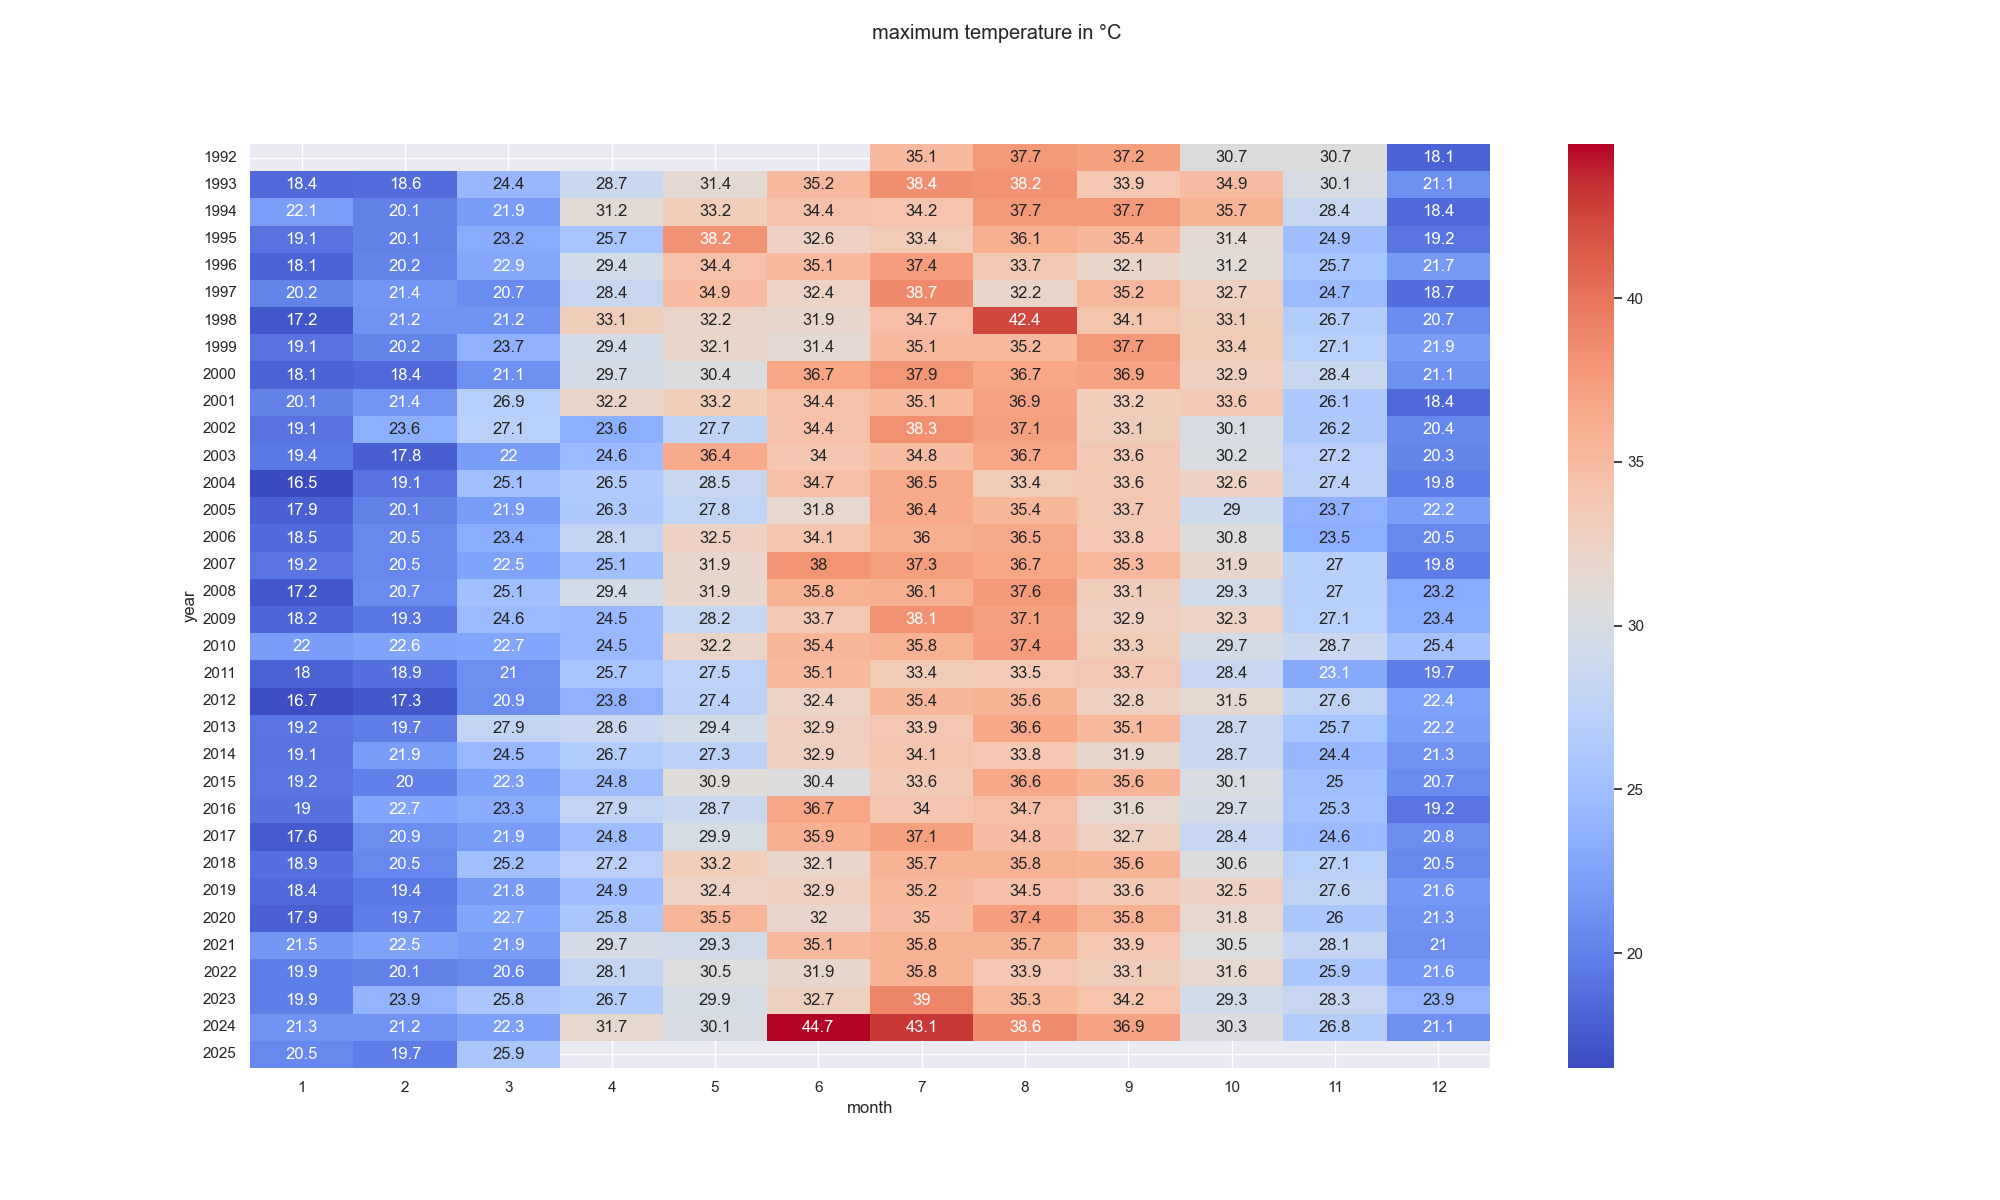 maximum temperature in °C
1992 35.1 37.7 37.2 30.7 30.7 18.1
1993 18.4 18.6 24.4 28.7 31.4 35.2 38.4 38.2 33.9 34.9 30.1 21.1
1994 22.1 20.1 21.9 31.2 33.2 34.4 34.2 37.7 37.7 35.7 28.4 18.4
1995 19.1 20.1 23.2 25.7 38.2 32.6 33.4 36.1 35.4 31.4 24.9 19.2
1996 18.1 20.2 22.9 29.4 34.4 35.1 37.4 33.7 32.1 31.2 25.7 21.7
1997 20.2 21.4 20.7 28.4 34.9 32.4 38.7 32.2 35.2 32.7 24.7 18.7
40
1998 17.2 21.2 21.2 33.1 32.2 31.9 34.7 42.4 34.1 33.1 26.7 20.7
1999 19.1 20.2 23.7 29.4 32.1 31.4 35.1 35.2 37.7 33.4 27.1 21.9
2000 18.1 18.4 21.1 29.7 30.4 36.7 37.9 36.7 36.9 32.9 28.4 21.1
2001 20.1 21.4 26.9 32.2 33.2 34.4 35.1 36.9 33.2 33.6 26.1 18.4
2002 19.1 23.6 27.1 23.6 27.7 34.4 38.3 37.1 33.1 30.1 26.2 20.4
2003 19.4 17.8 22 24.6 36.4 34 34.8 36.7 33.6 30.2 27.2 20.3
35
2004 16.5 19.1 25.1 26.5 28.5 34.7 36.5 33.4 33.6 32.6 27.4 19.8
2005 17.9 20.1 21.9 26.3 27.8 31.8 36.4 35.4 33.7 29 23.7 22.2
2006 18.5 20.5 23.4 28.1 32.5 34.1 36 36.5 33.8 30.8 23.5 20.5
2007 19.2 20.5 22.5 25.1 31.9 38 37.3 36.7 35.3 31.9 27 19.8
2008 17.2 20.7 25.1 29.4 31.9 35.8 36.1 37.6 33.1 29.3 27 23.2
year
2009 18.2 19.3 24.6 24.5 28.2 33.7 38.1 37.1 32.9 32.3 27.1 23.4
30
2010 22 22.6 22.7 24.5 32.2 35.4 35.8 37.4 33.3 29.7 28.7 25.4
2011 18 18.9 21 25.7 27.5 35.1 33.4 33.5 33.7 28.4 23.1 19.7
2012 16.7 17.3 20.9 23.8 27.4 32.4 35.4 35.6 32.8 31.5 27.6 22.4
2013 19.2 19.7 27.9 28.6 29.4 32.9 33.9 36.6 35.1 28.7 25.7 22.2
2014 19.1 21.9 24.5 26.7 27.3 32.9 34.1 33.8 31.9 28.7 24.4 21.3
2015 19.2 20 22.3 24.8 30.9 30.4 33.6 36.6 35.6 30.1 25 20.7
25
2016 19 22.7 23.3 27.9 28.7 36.7 34 34.7 31.6 29.7 25.3 19.2
2017 17.6 20.9 21.9 24.8 29.9 35.9 37.1 34.8 32.7 28.4 24.6 20.8
2018 18.9 20.5 25.2 27.2 33.2 32.1 35.7 35.8 35.6 30.6 27.1 20.5
2019 18.4 19.4 21.8 24.9 32.4 32.9 35.2 34.5 33.6 32.5 27.6 21.6
2020 17.9 19.7 22.7 25.8 35.5 32 35 37.4 35.8 31.8 26 21.3
2021 21.5 22.5 21.9 29.7 29.3 35.1 35.8 35.7 33.9 30.5 28.1 21
20
2022 19.9 20.1 20.6 28.1 30.5 31.9 35.8 33.9 33.1 31.6 25.9 21.6
2023 19.9 23.9 25.8 26.7 29.9 32.7 39 35.3 34.2 29.3 28.3 23.9
2024 21.3 21.2 22.3 31.7 30.1 44.7 43.1 38.6 36.9 30.3 26.8 21.1
2025 20.5 19.7 25.9
1 2 3 4 5 6 7 8 9 10 11 12
month